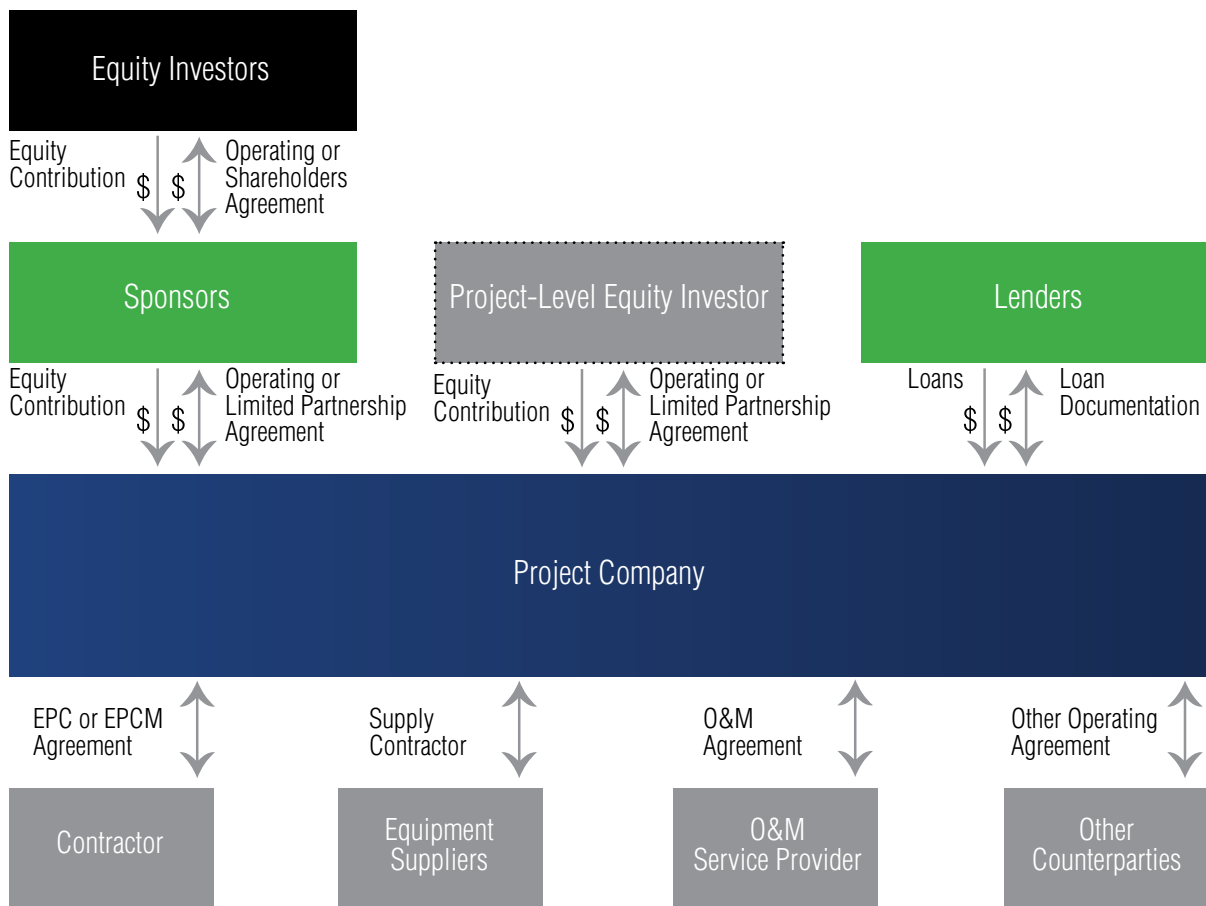 Equity Investors
Equity
Contribution
$
$
Operating or
Shareholders
Agreement
Sponsors
Project-Level Equity Investor
Lenders
Equity
Contribution
$
$
Operating or
Limited Partnership
Agreement
Equity
Contribution
$
$
Operating or
Limited Partnership
Agreement
Loans
$
$
Loan
Documentation
Project Company
EPC or EPCM
Agreement
Supply
Contractor
O&M
Agreement
Other Operating
Agreement
Contractor
Equipment
Suppliers
O&M
Service Provider
Other
Counterparties